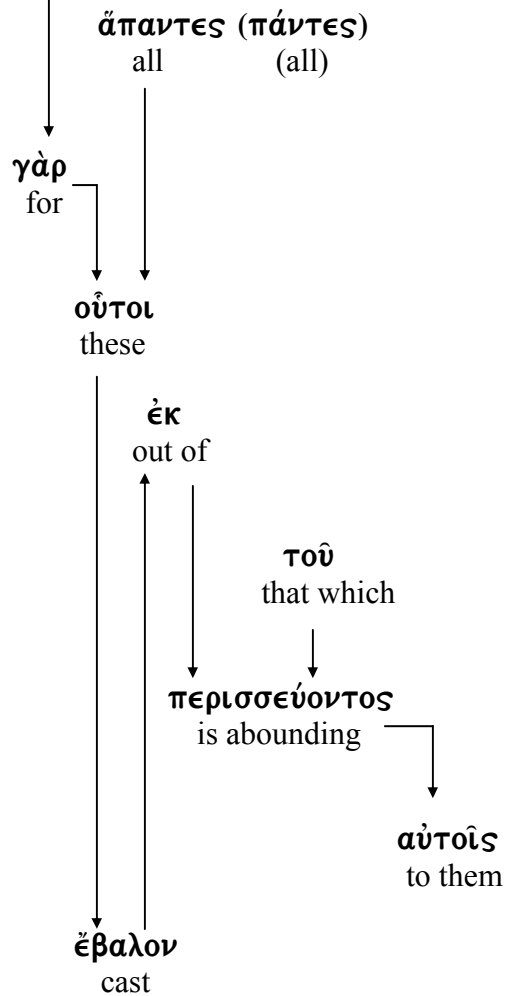 ἅπαντες (πάντες)
all (all)
γὰρ
for
οὗτοι
these
ἐκ
out of
τοῦ
that which
περισσεύοντος
is abounding
αὐτοῖς
to them
ἔβαλον
cast